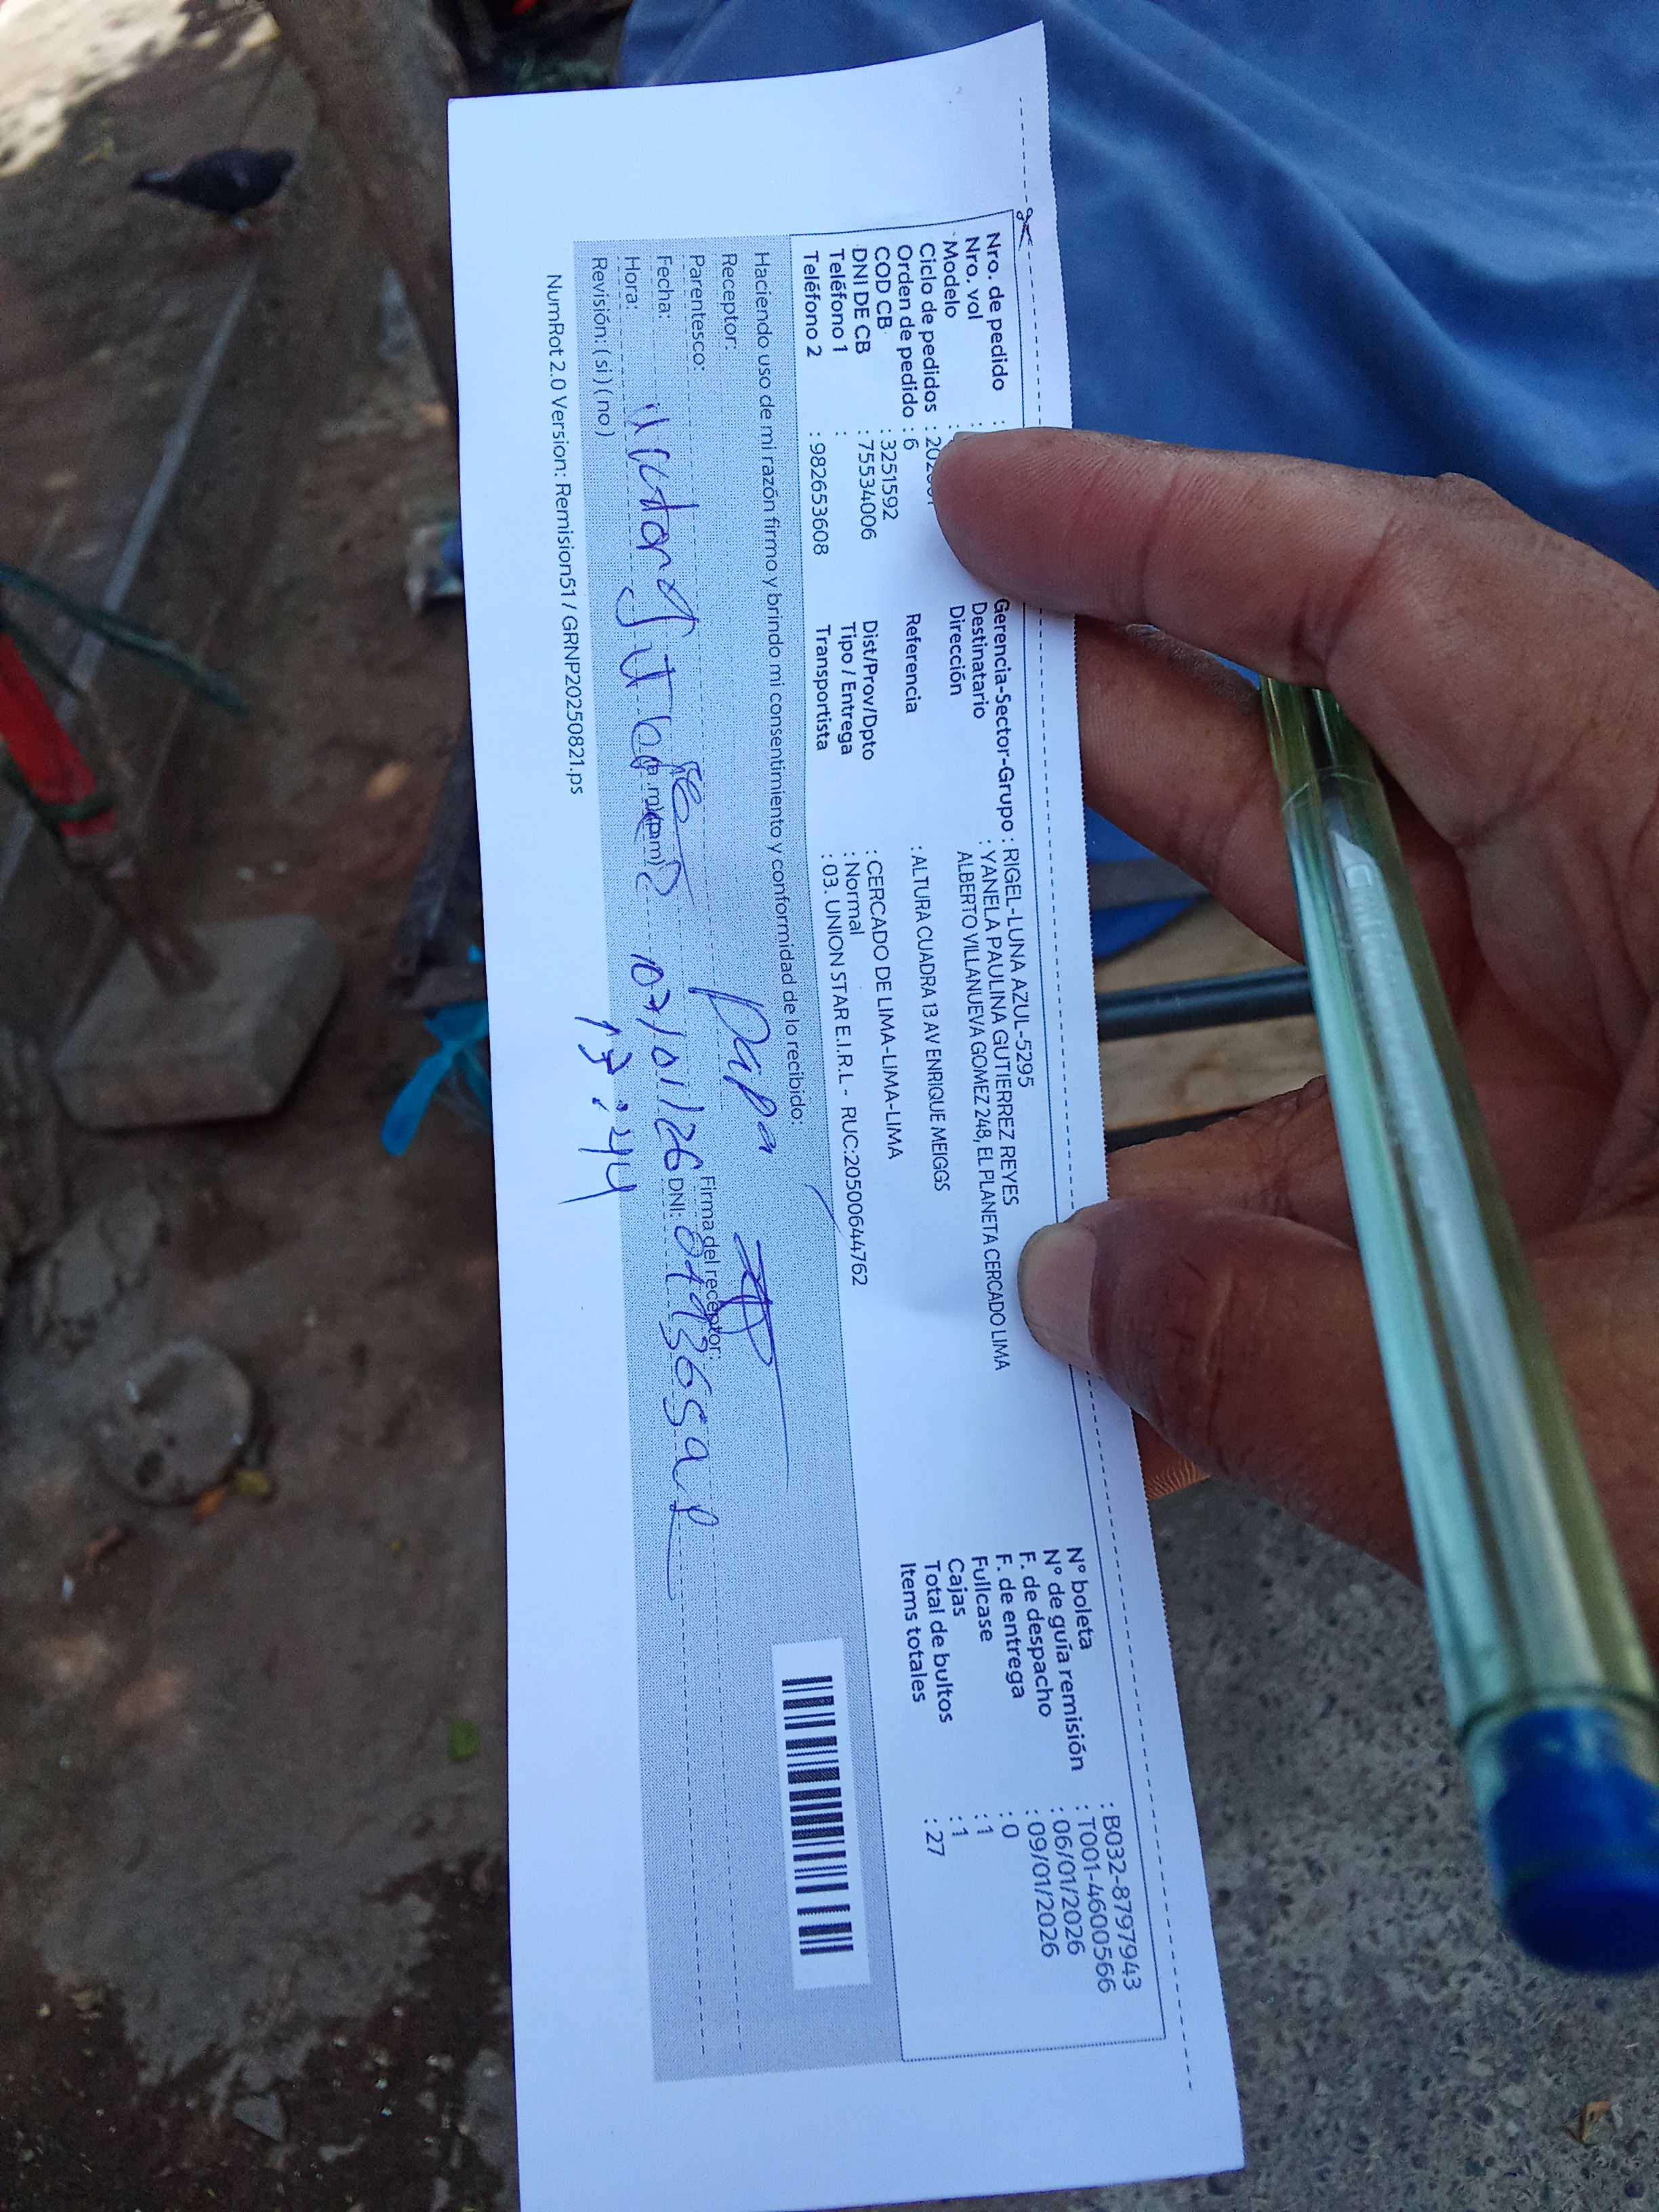 Nro. de pedido :
Nro. vol :
Modelo :
Ciclo de pedidos :
Orden de pedido : 6
COD CB : 3251592
DNI DE CB : 75534006
Teléfono 1 :
Teléfono 2 : 982653608
Gerencia-Sector-Grupo : RIGEL-LUNA AZUL-5295
Destinatario : YANELA PAULINA GUTIERREZ REYES
Dirección ALBERTO VILLANUEVA GOMEZ 248, EL PLANETA CERCADO LIMA
Referencia : ALTURA CUADRA 13 AV ENRIQUE MEIGGS
Dist/Prov/Dpto : CERCADO DE LIMA-LIMA-LIMA
Tipo / Entrega : Normal
Transportista : 03. UNION STAR E.I.R.L - RUC:20500644762
N° boleta : B032-8797943
N° de guía remisión : T001-4600566
F. de despacho : 06/01/2026
F. de entrega : 09/01/2026
Fullcase : 0
Cajas : 1
Total de bultos : 1
Items totales : 27
Haciendo uso de mi razón firmo y brindo mi consentimiento y conformidad de lo recibido:
Receptor:
Parentesco: Papa
Firma del receptor:
Fecha:
Hora: 07/01/26 DNI:
Revisión: ( si ) ( no ) 13:44
NumRot 2.0 Version: Remision51 / GRNP20250821.ps